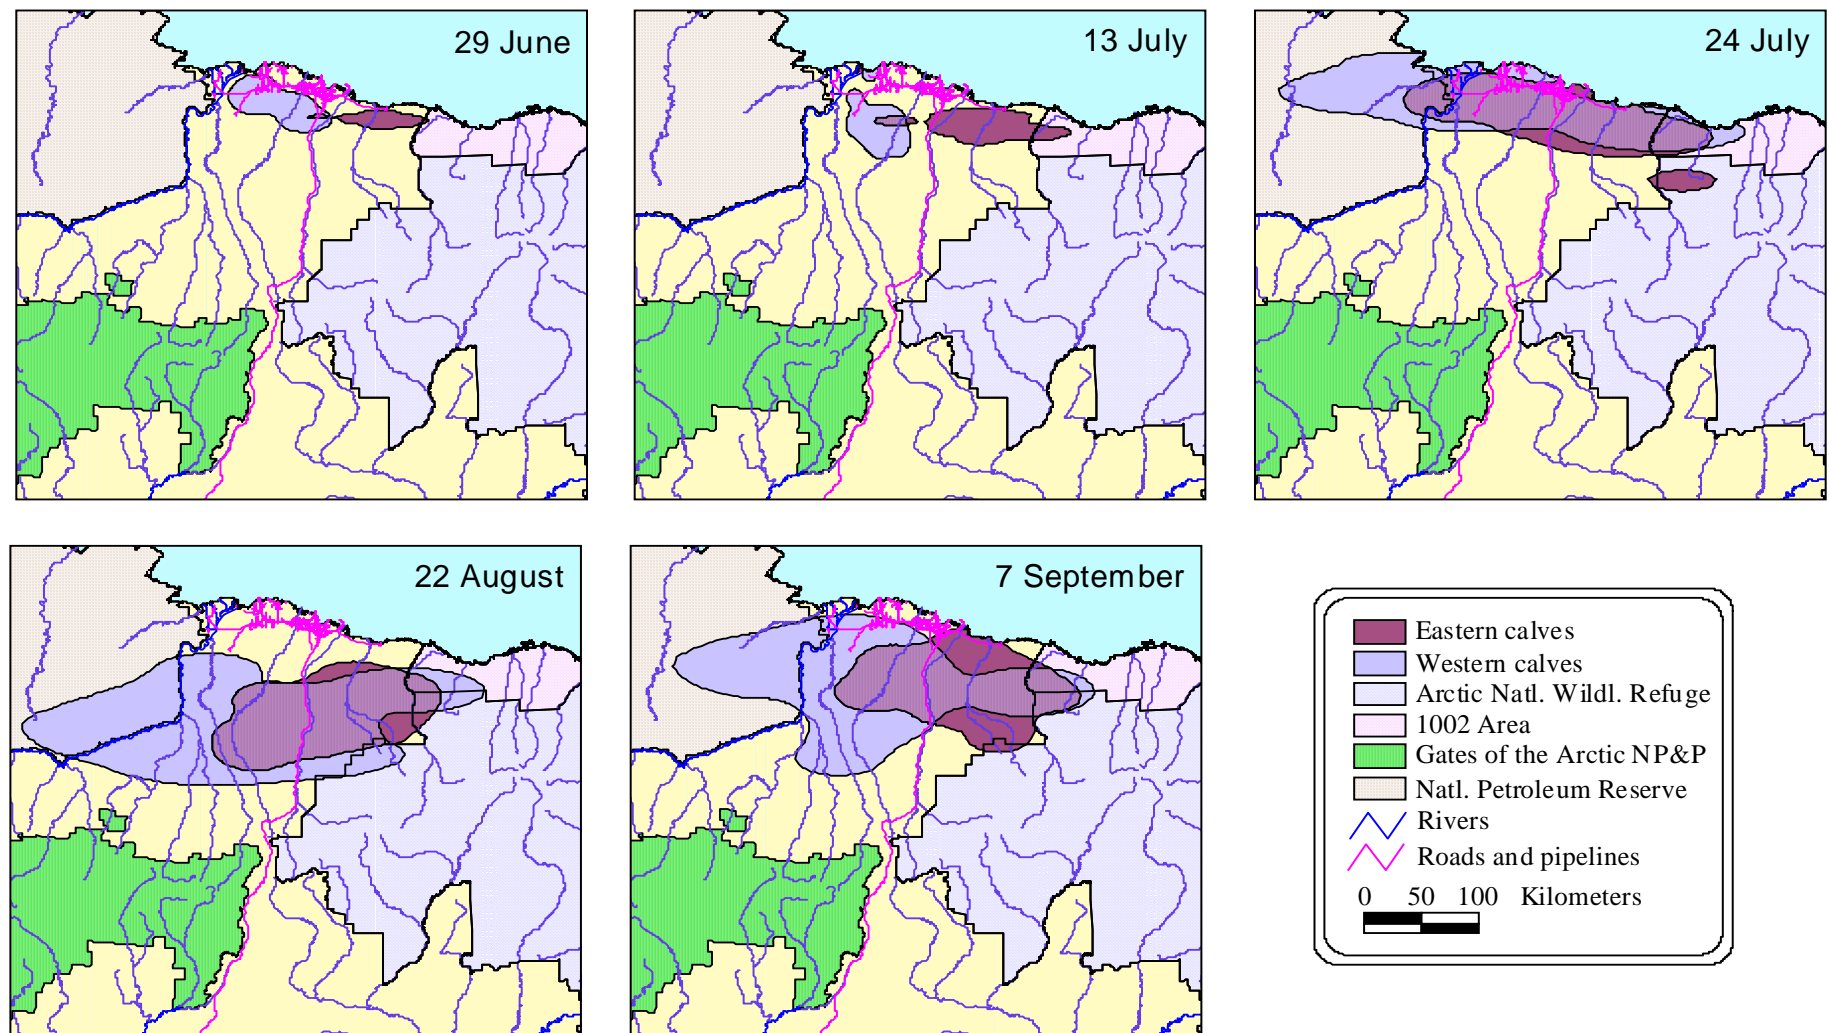 29 June
13 July
24 July
22 August
7 September
Eastern calves
Western calves
Arctic Natl. Wildl. Refuge
1002 Area
Gates of the Arctic NP&P
Natl. Petroleum Reserve
Rivers
Roads and pipelines
0 50 100 Kilometers